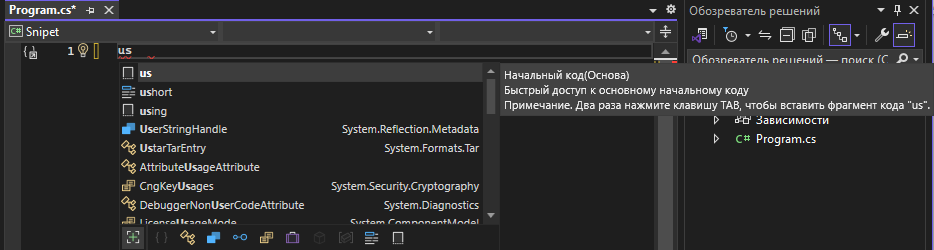 Program.cs*
Обозреватель решений
C# Snipet
1 us
Обозреватель решений — поиск (С
us
Начальный код(Основа)
Быстрый доступ к основному начальному коду
Примечание. Два раза нажмите клавишу TAB, чтобы вставить фрагмент кода "us".
ushort
using
Зависимости
UserStringHandle System.Reflection.Metadata
C# Program.cs
UstarTarEntry System.Formats.Tar
AttributeUsageAttribute
CngKeyUsages System.Security.Cryptography
DebuggerNonUserCodeAttribute System.Diagnostics
LicenseUsageMode System.ComponentModel